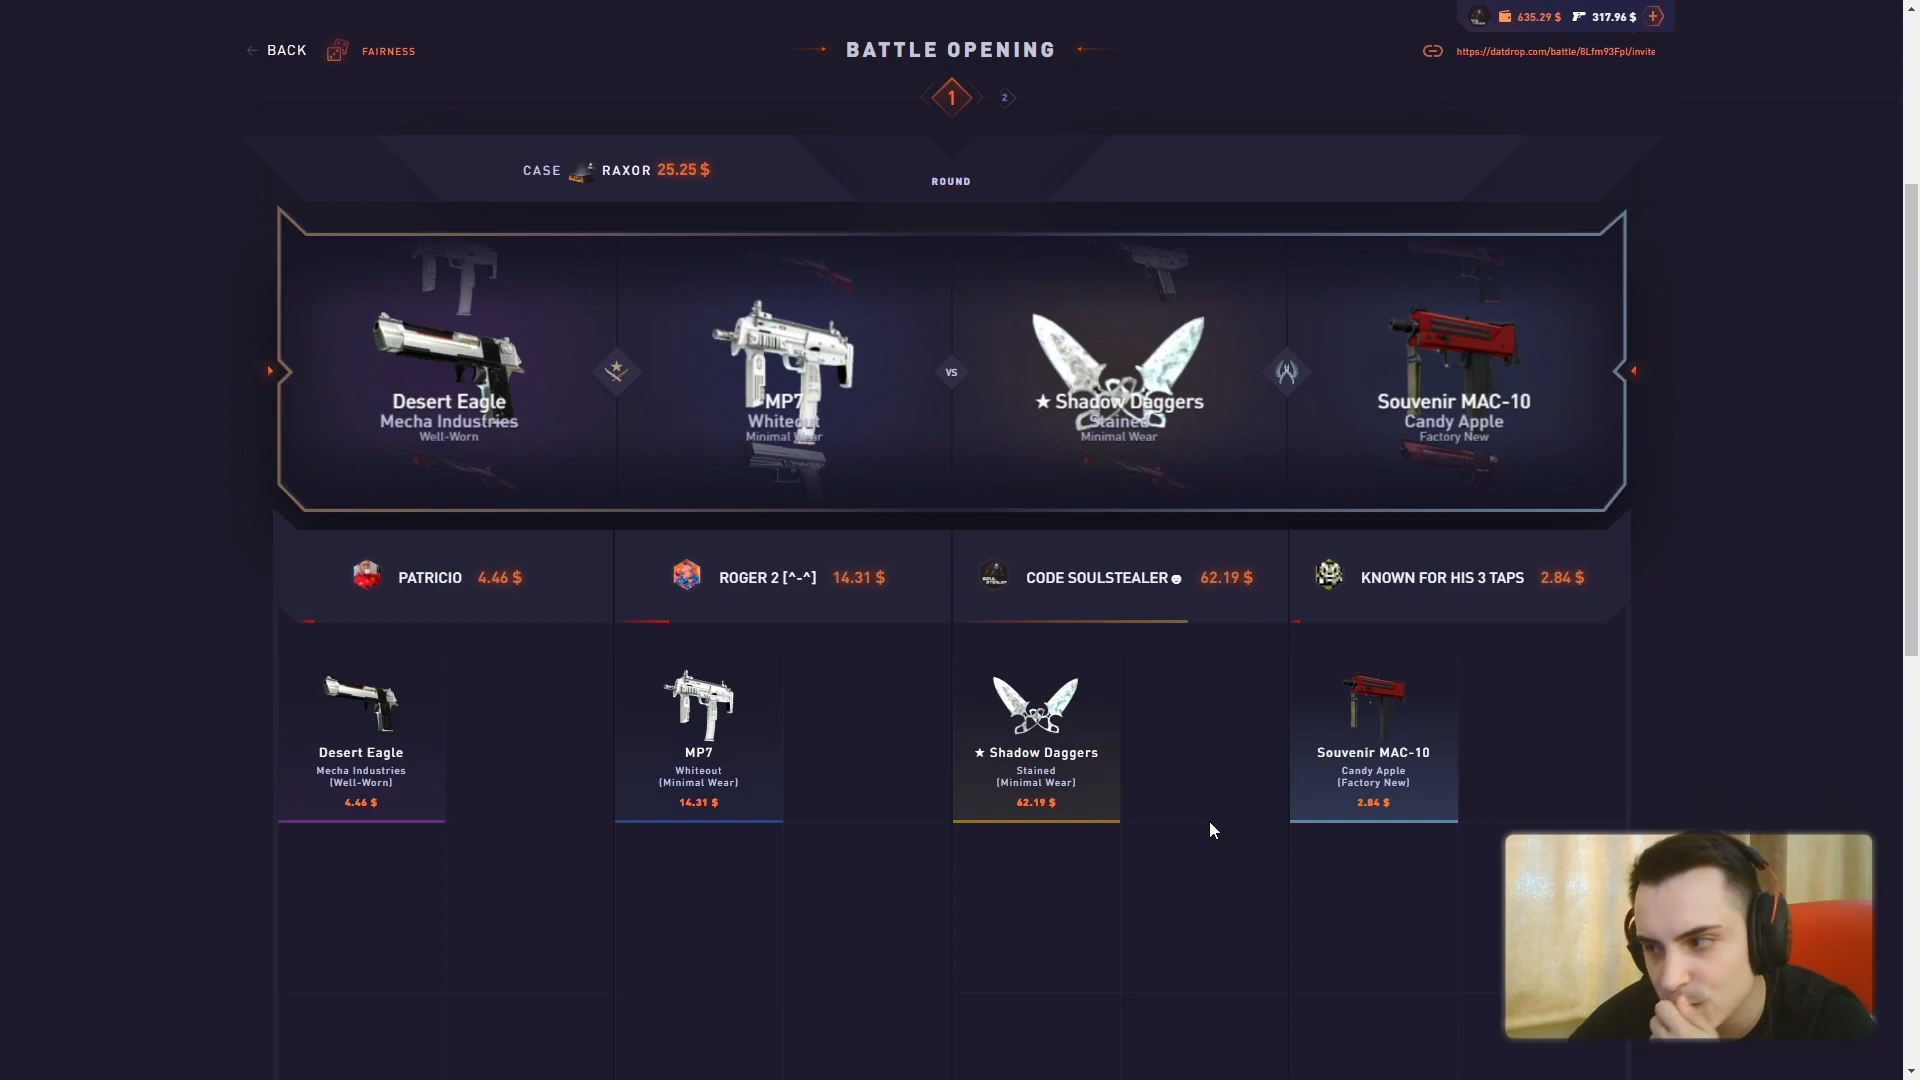 635.29 $ 317.96 $
← BACK FAIRNESS
BATTLE OPENING
https://datdrop.com/battle/8Lfm93Fpl/invite
1 2
CASE RAXOR 25.25 $
ROUND
Desert Eagle
Mecha Industries
Well-Worn
MP7
Whiteout
Minimal Wear
VS
★ Shadow Daggers
Stained
Minimal Wear
Souvenir MAC-10
Candy Apple
Factory New
PATRICIO 4.46 $
ROGER 2 [^-^] 14.31 $
CODE SOULSTEALER 62.19 $
KNOWN FOR HIS 3 TAPS 2.84 $
Desert Eagle
Mecha Industries
(Well-Worn)
4.46 $
MP7
Whiteout
(Minimal Wear)
14.31 $
★ Shadow Daggers
Stained
(Minimal Wear)
62.19 $
Souvenir MAC-10
Candy Apple
(Factory New)
2.84 $